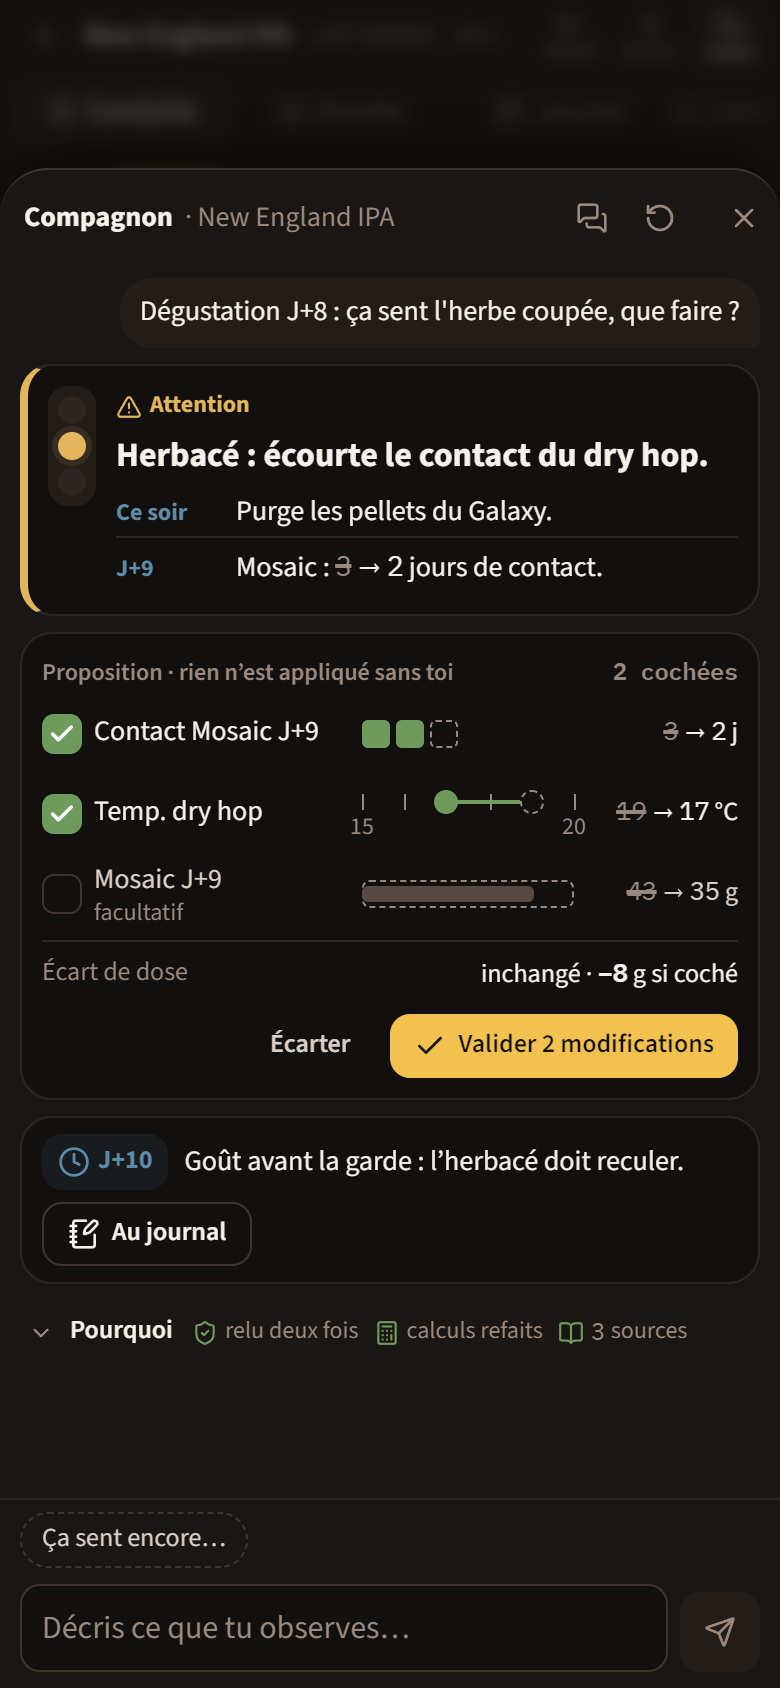 New England IPA
Compagnon · New England IPA
Dégustation J+8 : ça sent l'herbe coupée, que faire ?
Attention
Herbacé : écourte le contact du dry hop.
Ce soir Purge les pellets du Galaxy.
J+9 Mosaic : 3 → 2 jours de contact.
Proposition · rien n’est appliqué sans toi 2 cochées
Contact Mosaic J+9 3 → 2 j
Temp. dry hop 15 20 19 → 17 °C
Mosaic J+9 43 → 35 g
facultatif
Écart de dose inchangé · −8 g si coché
Écarter Valider 2 modifications
J+10 Goût avant la garde : l’herbacé doit reculer.
Au journal
Pourquoi relu deux fois calculs refaits 3 sources
Ça sent encore…
Décris ce que tu observes…